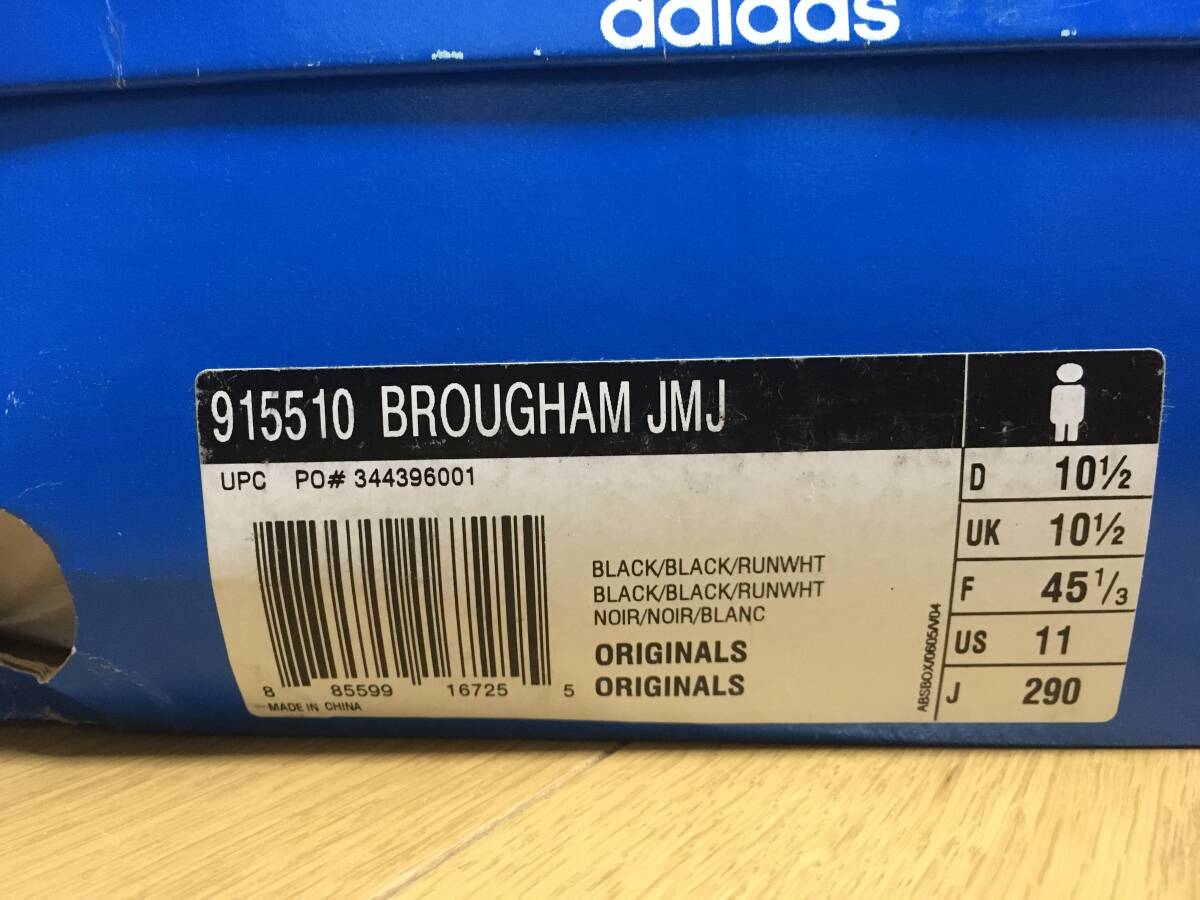 adidas
915510 BROUGHAM JMJ
UPC PO# 344396001
BLACK/BLACK/RUNWHT
BLACK/BLACK/RUNWHT
NOIR/NOIR/BLANC
ORIGINALS
ORIGINALS
8 85599 16725 5
MADE IN CHINA
ABSBOX/0605/V04
D 10½
UK 10½
F 45⅓
US 11
J 290